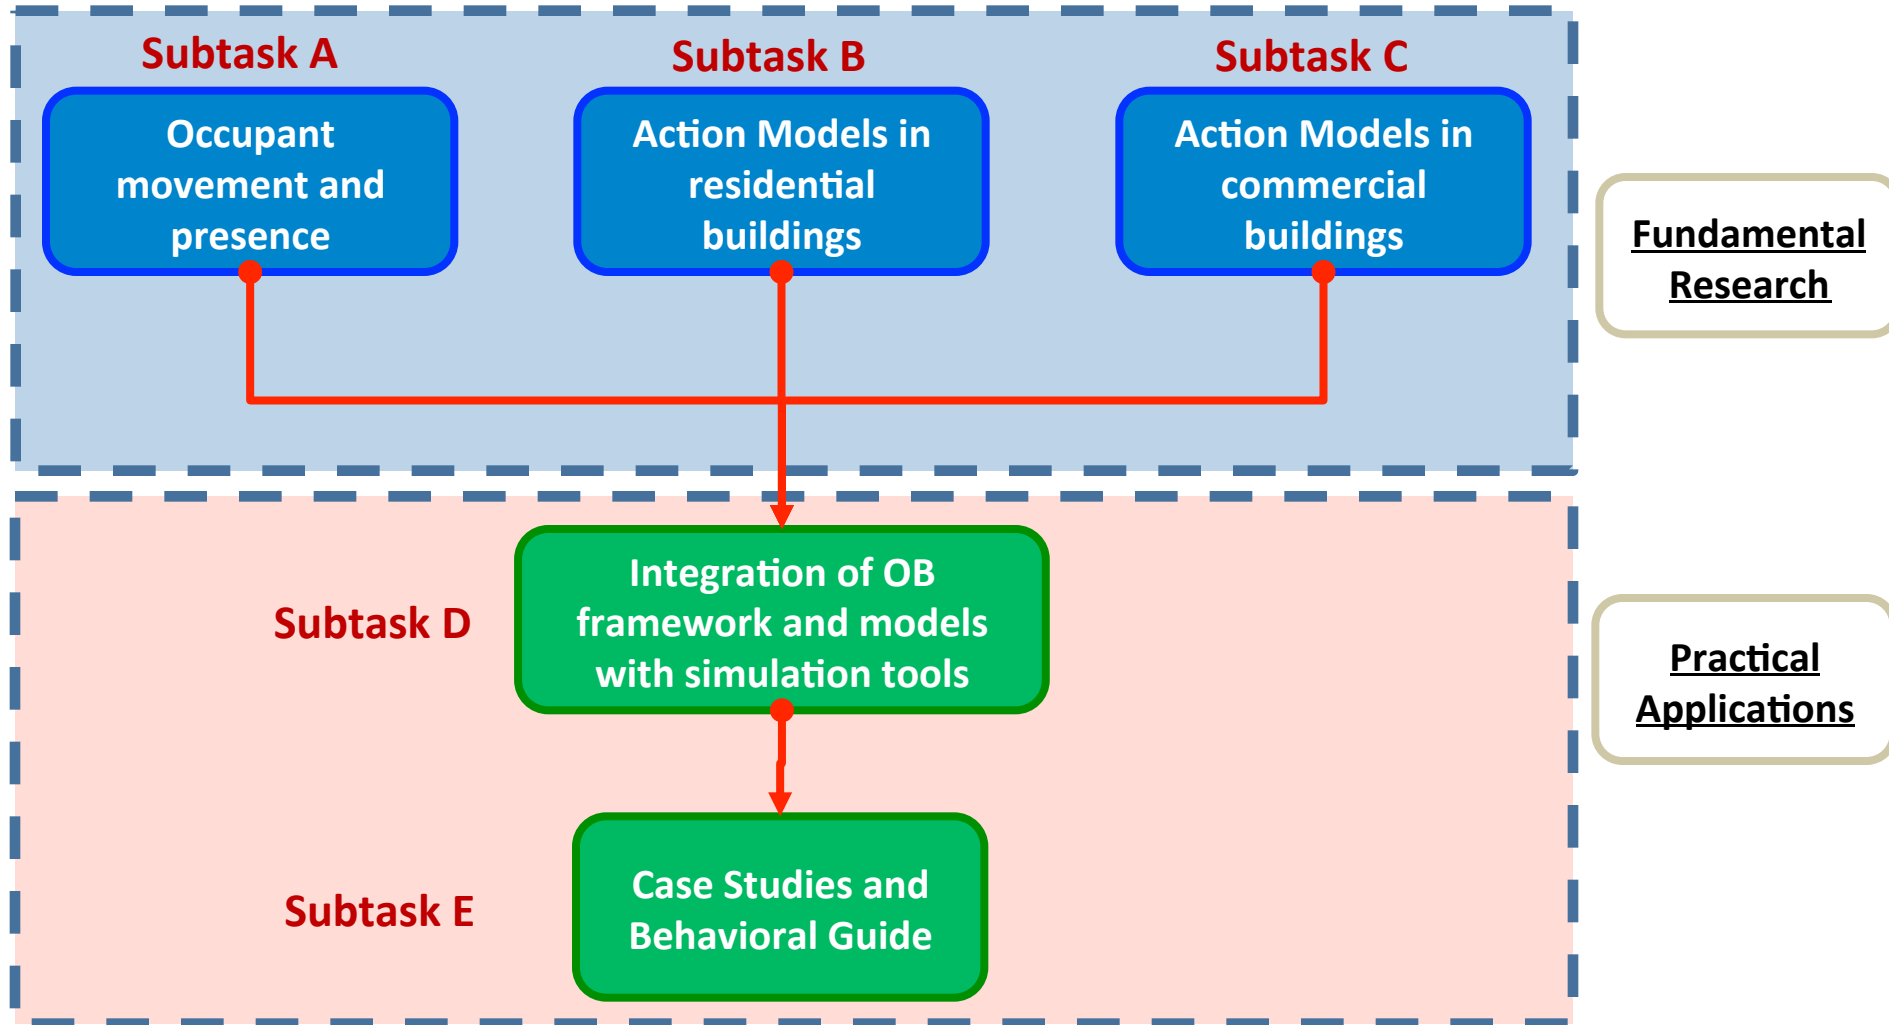 Subtask A
Subtask B
Subtask C
Occupant
movement and
presence
Action Models in
residential
buildings
Action Models in
commercial
buildings
Fundamental
Research
Subtask D
Integration of OB
framework and models
with simulation tools
Practical
Applications
Subtask E
Case Studies and
Behavioral Guide